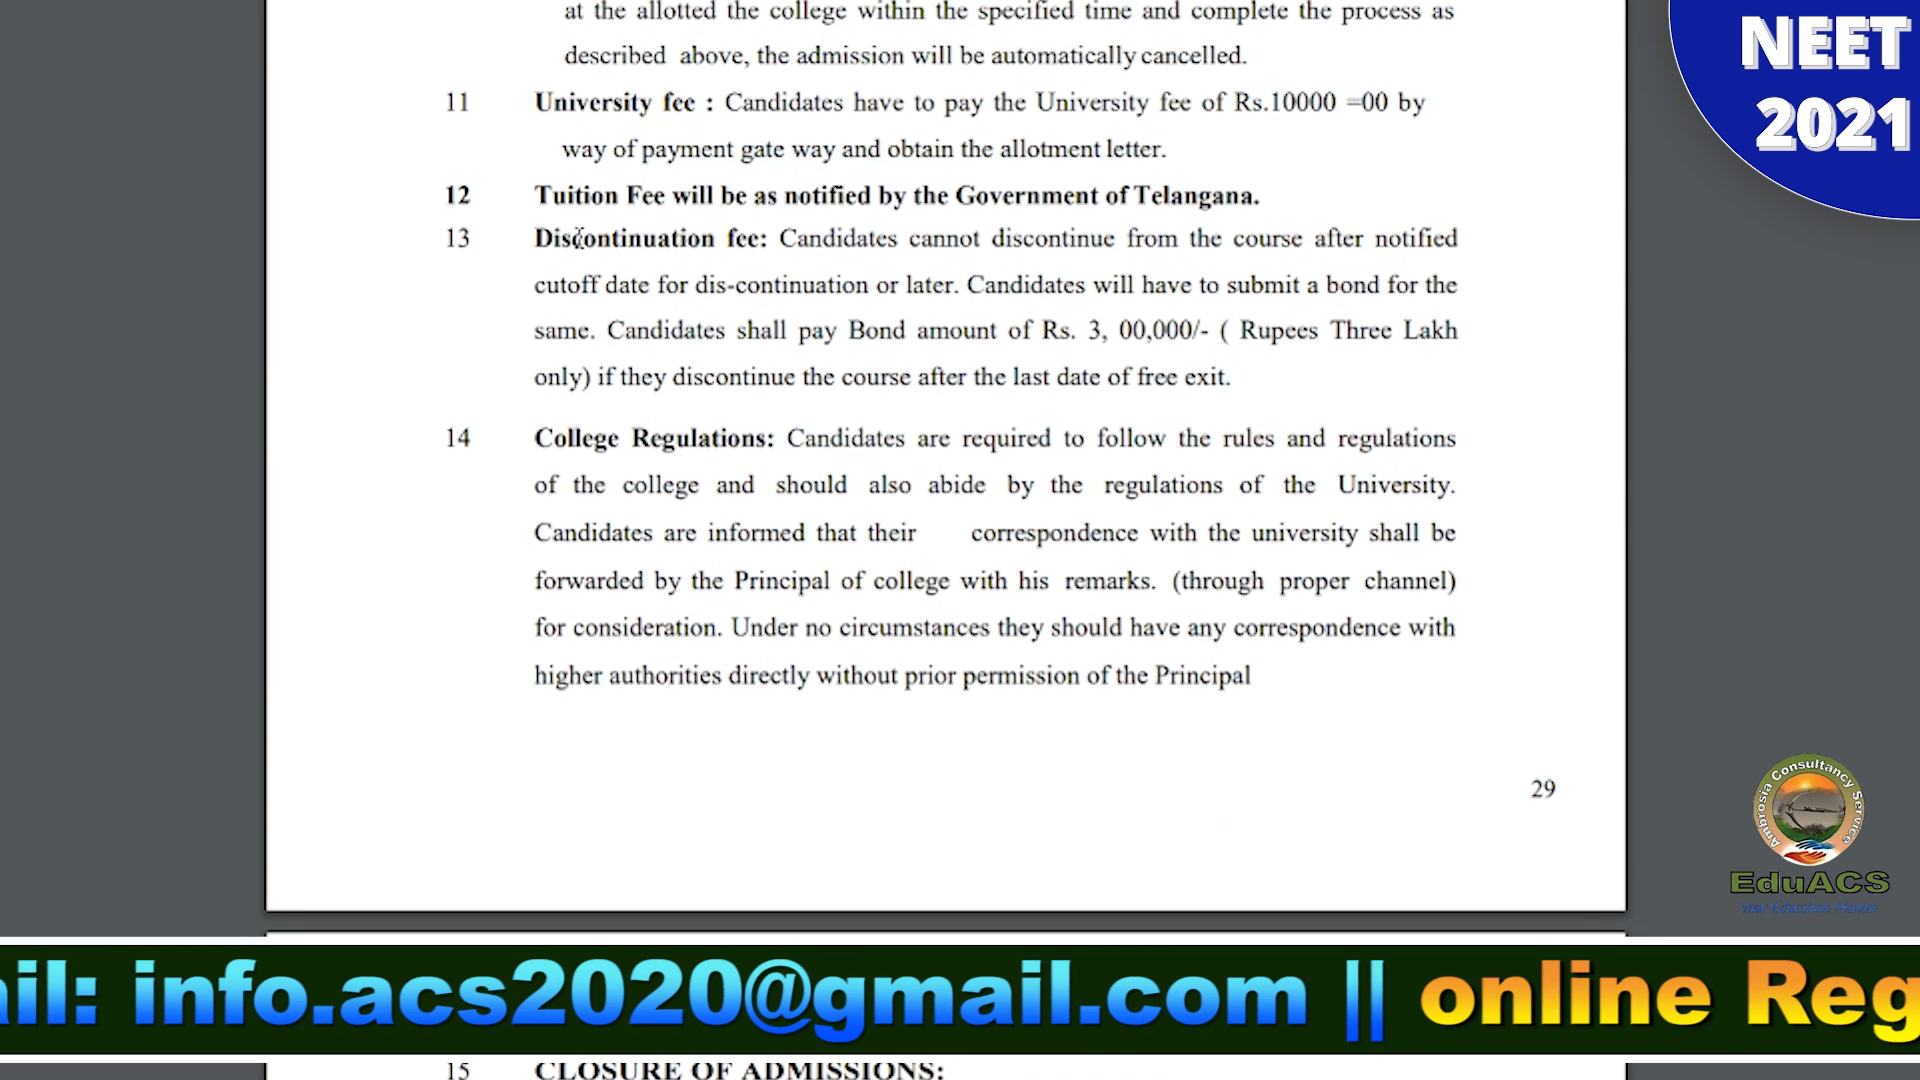 at the allotted the college within the specified time and complete the process as
described above, the admission will be automatically cancelled.
11 University fee : Candidates have to pay the University fee of Rs.10000 =00 by
way of payment gate way and obtain the allotment letter.
12 Tuition Fee will be as notified by the Government of Telangana.
13 Discontinuation fee: Candidates cannot discontinue from the course after notified
cutoff date for dis-continuation or later. Candidates will have to submit a bond for the
same. Candidates shall pay Bond amount of Rs. 3, 00,000/- ( Rupees Three Lakh
only) if they discontinue the course after the last date of free exit.
14 College Regulations: Candidates are required to follow the rules and regulations
of the college and should also abide by the regulations of the University.
Candidates are informed that their correspondence with the university shall be
forwarded by the Principal of college with his remarks. (through proper channel)
for consideration. Under no circumstances they should have any correspondence with
higher authorities directly without prior permission of the Principal
29
15 CLOSURE OF ADMISSIONS:
NEET
2021
Ambrosia Consultancy Service
EduACS
Your Education Mentor
ail: info.acs2020@gmail.com || online Reg